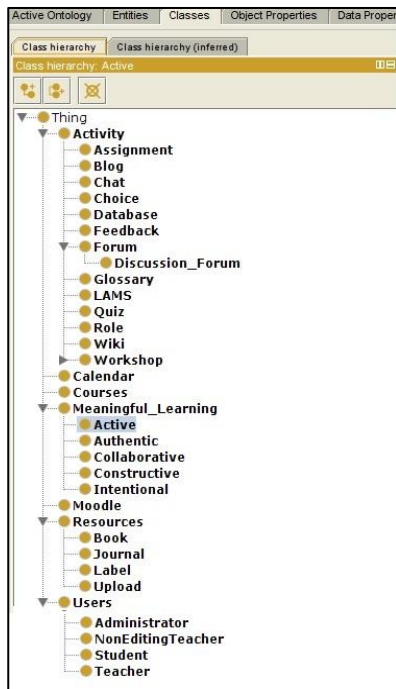 Active Ontology Entities Classes Object Properties Data Proper
Class hierarchy Class hierarchy (inferred)
Class hierarchy: Active
Thing
Activity
Assignment
Blog
Chat
Choice
Database
Feedback
Forum
Discussion_Forum
Glossary
LAMS
Quiz
Role
Wiki
Workshop
Calendar
Courses
Meaningful_Learning
Active
Authentic
Collaborative
Constructive
Intentional
Moodle
Resources
Book
Journal
Label
Upload
Users
Administrator
NonEditingTeacher
Student
Teacher